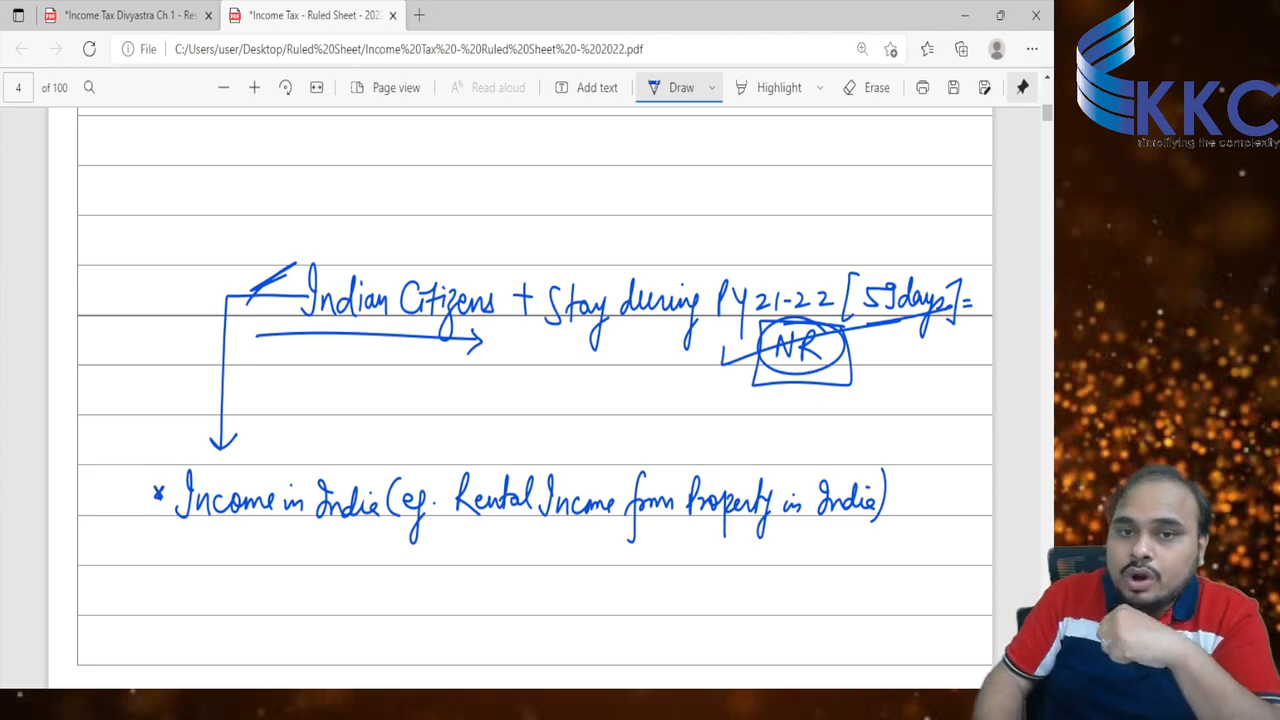 *Income Tax Divyastra Ch 1 - Res
*Income Tax - Ruled Sheet - 202
File
C:/Users/user/Desktop/Ruled%20Sheet/Income%20Tax%20-%20Ruled%20Sheet%20-%202022.pdf
4 of 100
Page view
Read aloud
Add text
Draw
Highlight
Erase
KKC
simplifying the complexity
Indian Citizens + Stay during PY 21-22 [59 days] =
NR
* Income in India (eg. Rental Income from Property in India)